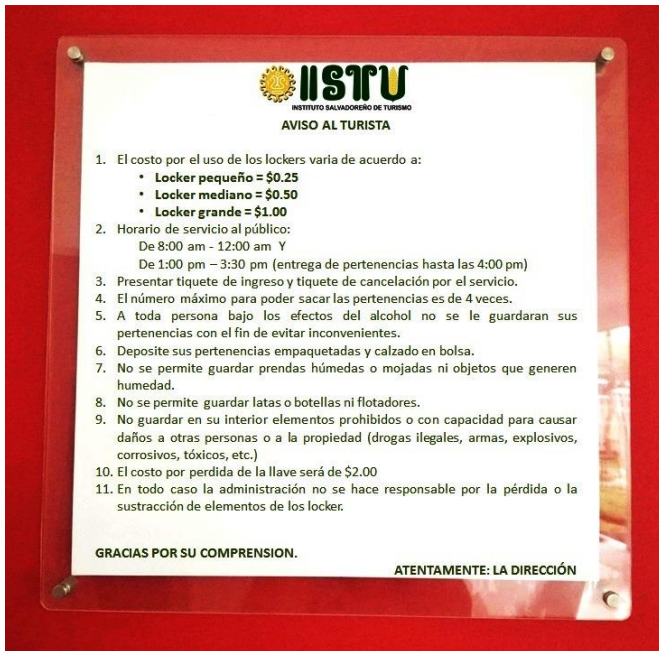 IISTU
INSTITUTO SALVADOREÑO DE TURISMO
AVISO AL TURISTA
1. El costo por el uso de los lockers varia de acuerdo a:
• Locker pequeño = $0.25
• Locker mediano = $0.50
• Locker grande = $1.00
2. Horario de servicio al público:
De 8:00 am - 12:00 am Y
De 1:00 pm – 3:30 pm (entrega de pertenencias hasta las 4:00 pm)
3. Presentar tiquete de ingreso y tiquete de cancelación por el servicio.
4. El número máximo para poder sacar las pertenencias es de 4 veces.
5. A toda persona bajo los efectos del alcohol no se le guardaran sus
pertenencias con el fin de evitar inconvenientes.
6. Deposite sus pertenencias empaquetadas y calzado en bolsa.
7. No se permite guardar prendas húmedas o mojadas ni objetos que generen
humedad.
8. No se permite guardar latas o botellas ni flotadores.
9. No guardar en su interior elementos prohibidos o con capacidad para causar
daños a otras personas o a la propiedad (drogas ilegales, armas, explosivos,
corrosivos, tóxicos, etc.)
10. El costo por perdida de la llave será de $2.00
11. En todo caso la administración no se hace responsable por la pérdida o la
sustracción de elementos de los locker.
GRACIAS POR SU COMPRENSION.
ATENTAMENTE: LA DIRECCIÓN